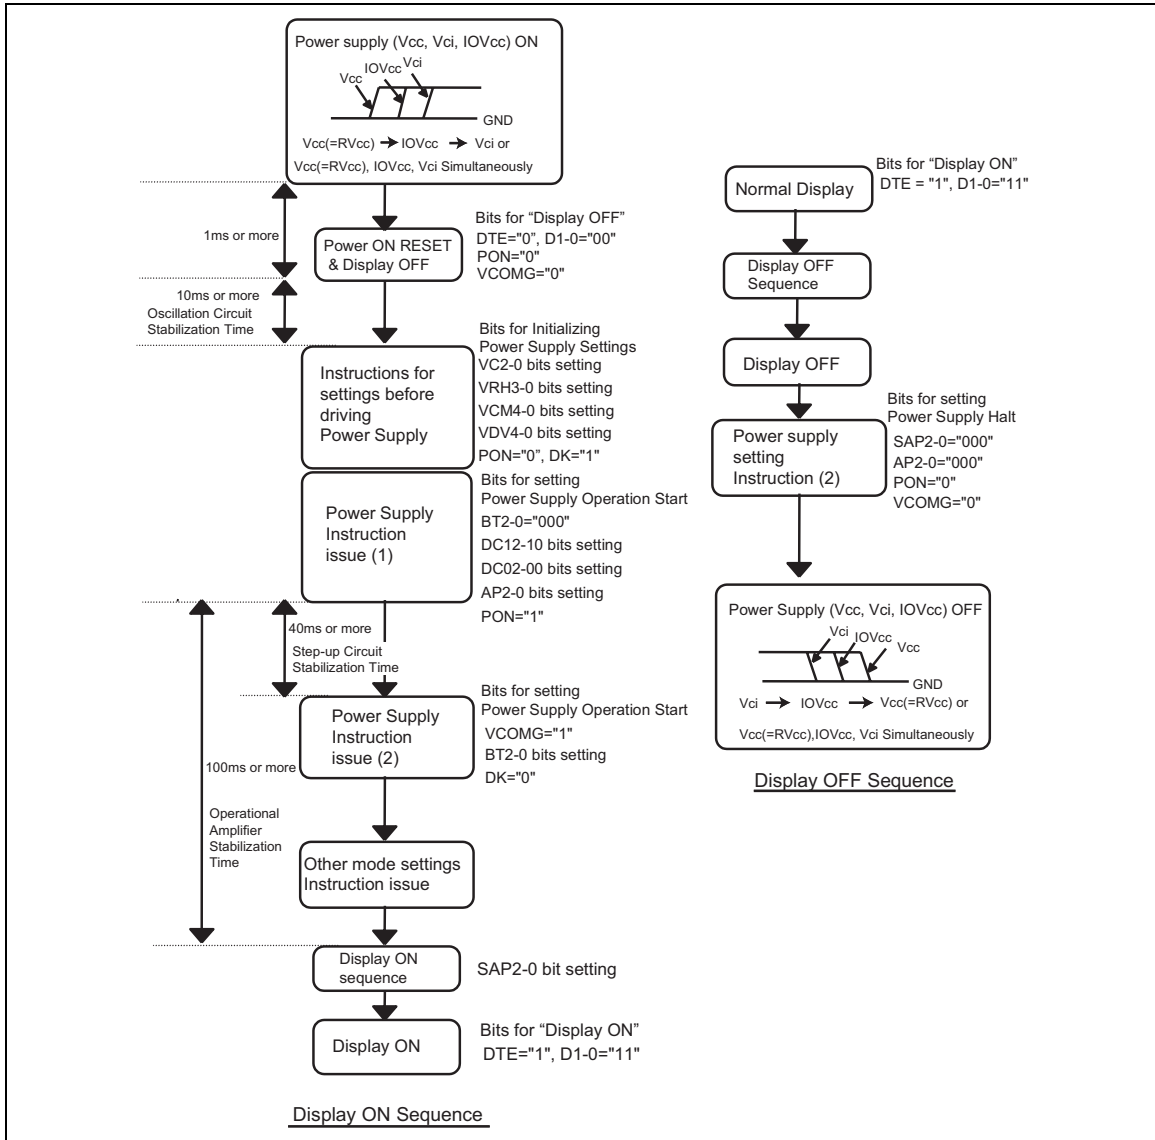 Power supply (Vcc, Vci, IOVcc) ON
Vcc
IOVcc
Vci
GND
Vcc(=RVcc) → IOVcc → Vci or
Vcc(=RVcc), IOVcc, Vci Simultaneously
1ms or more
Power ON RESET
& Display OFF
Bits for “Display OFF”
DTE="0”, D1-0="00"
PON="0"
VCOMG="0"
10ms or more
Oscillation Circuit
Stabilization Time
Instructions for
settings before
driving
Power Supply
Bits for Initializing
Power Supply Settings
VC2-0 bits setting
VRH3-0 bits setting
VCM4-0 bits setting
VDV4-0 bits setting
PON="0”, DK="1"
Power Supply
Instruction
issue (1)
Bits for setting
Power Supply Operation Start
BT2-0="000"
DC12-10 bits setting
DC02-00 bits setting
AP2-0 bits setting
PON="1"
40ms or more
Step-up Circuit
Stabilization Time
Power Supply
Instruction
issue (2)
Bits for setting
Power Supply Operation Start
VCOMG="1"
BT2-0 bits setting
DK="0"
100ms or more
Operational
Amplifier
Stabilization
Time
Other mode settings
Instruction issue
Display ON
sequence
SAP2-0 bit setting
Display ON
Bits for “Display ON”
DTE="1", D1-0="11"
Display ON Sequence
Normal Display
Bits for “Display ON”
DTE = "1", D1-0="11"
Display OFF
Sequence
Display OFF
Power supply
setting
Instruction (2)
Bits for setting
Power Supply Halt
SAP2-0="000"
AP2-0="000"
PON="0"
VCOMG="0"
Power Supply (Vcc, Vci, IOVcc) OFF
Vci
IOVcc
Vcc
GND
Vci → IOVcc → Vcc(=RVcc) or
Vcc(=RVcc),IOVcc, Vci Simultaneously
Display OFF Sequence